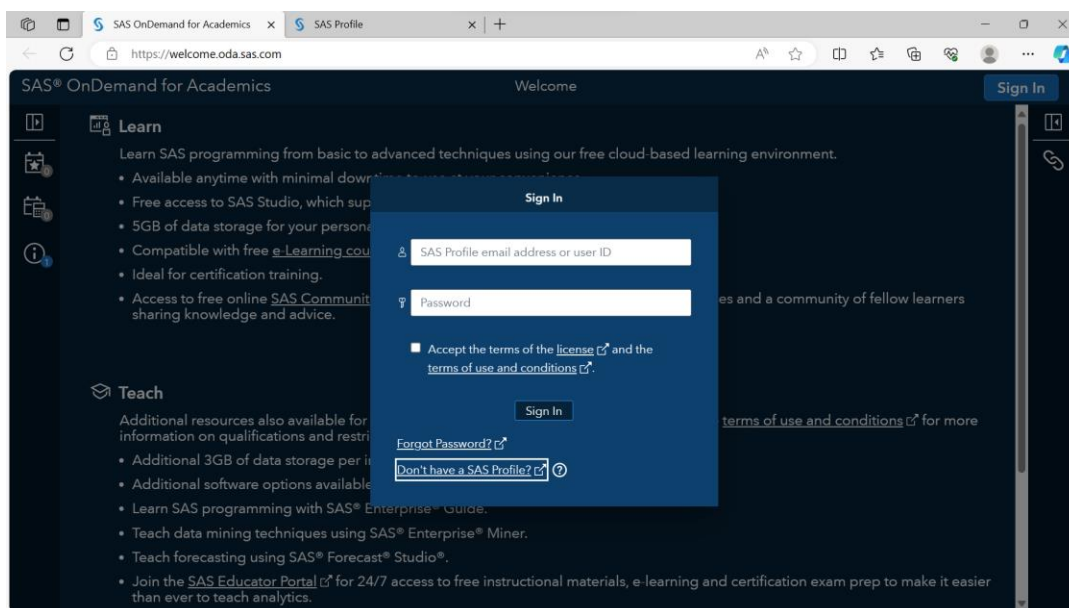 SAS OnDemand for Academics
SAS Profile
https://welcome.oda.sas.com
SAS® OnDemand for Academics
Welcome
Sign In
Learn
Learn SAS programming from basic to advanced techniques using our free cloud-based learning environment.
• Available anytime with minimal
• Free access to SAS Studio, which
• 5GB of data storage for your
• Compatible with free e-Learning
• Ideal for certification training.
• Access to free online SAS
es and a community of fellow learners
sharing knowledge and advice.
Sign In
SAS Profile email address or user ID
Password
Accept the terms of the license and the
terms of use and conditions.
Sign In
Forgot Password?
Don't have a SAS Profile?
Teach
Additional resources also available for
terms of use and conditions for more
information on qualifications and
• Additional 3GB of data storage per
• Additional software options available
• Learn SAS programming with SAS® Enterprise® Guide.
• Teach data mining techniques using SAS® Enterprise® Miner.
• Teach forecasting using SAS® Forecast® Studio®.
• Join the SAS Educator Portal for 24/7 access to free instructional materials, e-learning and certification exam prep to make it easier
than ever to teach analytics.